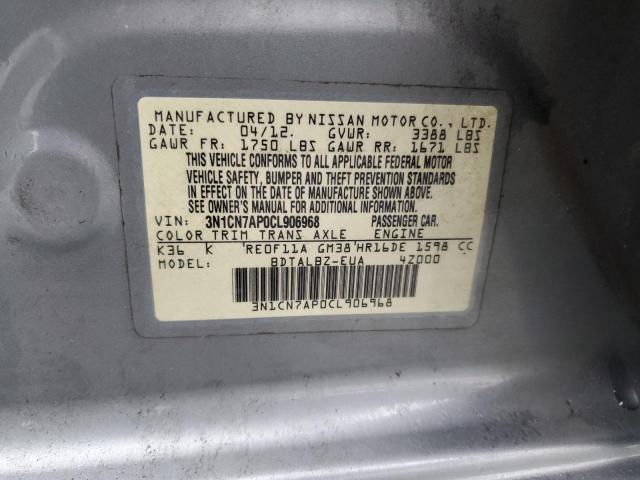 MANUFACTURED BY NISSAN MOTOR CO., LTD.
DATE: 04/12. GVWR: 3388 LBS
GAWR FR: 1750 LBS GAWR RR: 1671 LBS
THIS VEHICLE CONFORMS TO ALL APPLICABLE FEDERAL MOTOR
VEHICLE SAFETY, BUMPER AND THEFT PREVENTION STANDARDS
IN EFFECT ON THE DATE OF MANUFACTURE SHOWN ABOVE.
SEE OWNER'S MANUAL FOR ADDITIONAL INFORMATION.
VIN: 3N1CN7AP0CL906968 PASSENGER CAR.
COLOR TRIM TRANS AXLE ENGINE
K36 K RE0F11A GM38 HR16DE 1598 CC
MODEL: BDTALBZ-EUA 4Z000
3N1CN7AP0CL906968